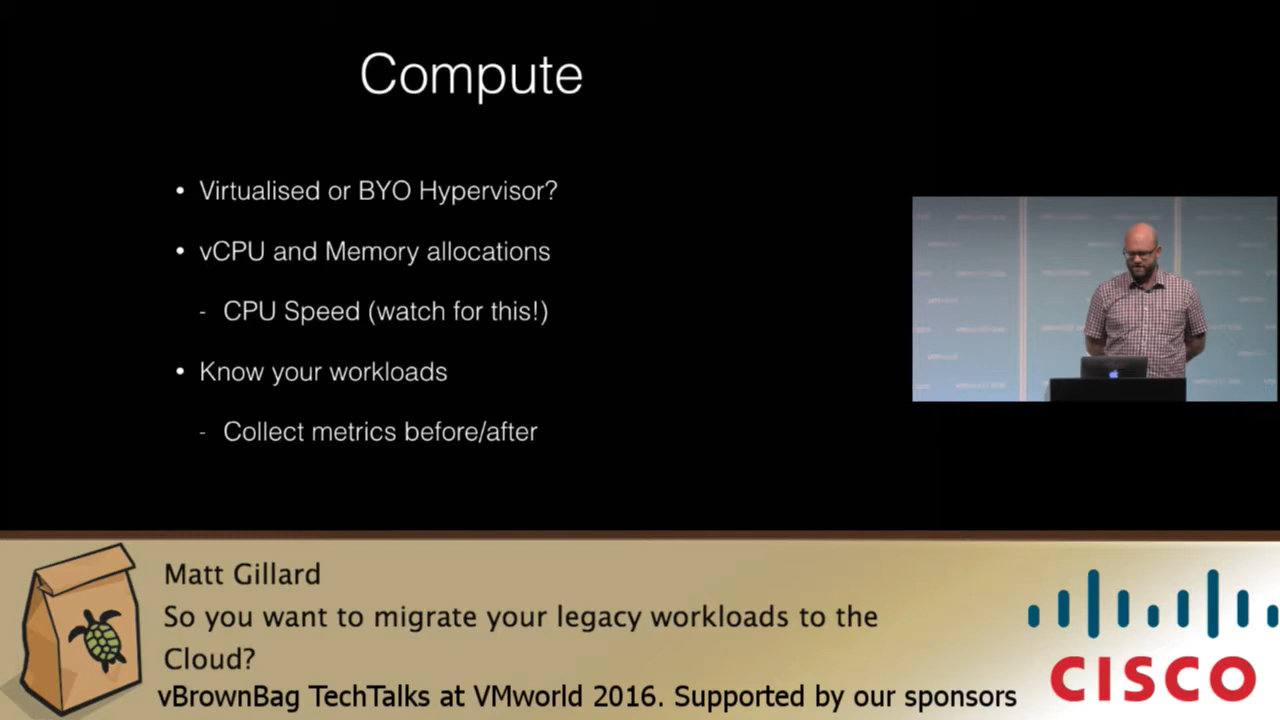 Compute
• Virtualised or BYO Hypervisor?
• vCPU and Memory allocations
- CPU Speed (watch for this!)
• Know your workloads
- Collect metrics before/after
Matt Gillard
So you want to migrate your legacy workloads to the
Cloud?
vBrownBag TechTalks at VMworld 2016. Supported by our sponsors
CISCO